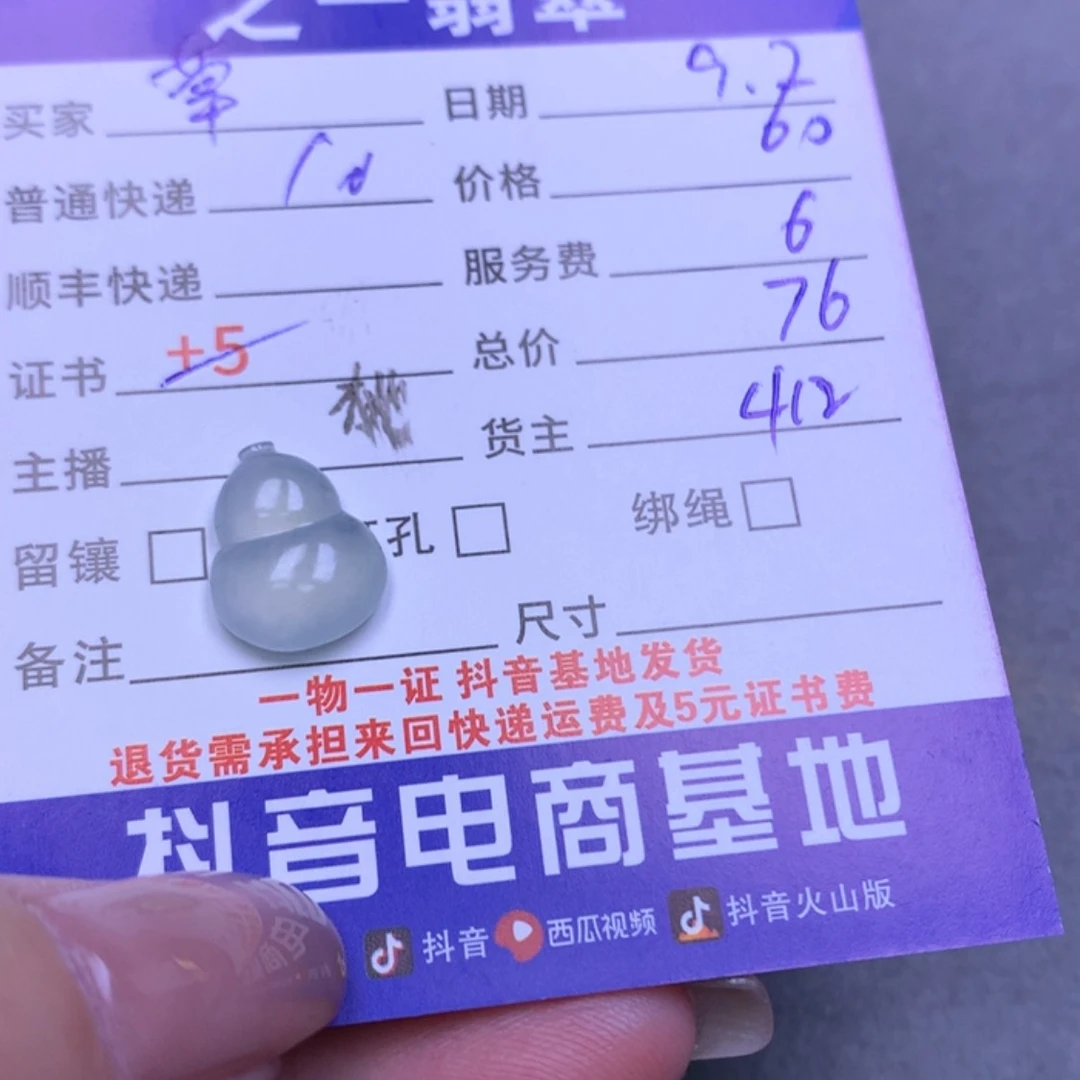 之一翡翠
买家 章 日期 9.7
普通快递 10 价格 60
顺丰快递 服务费 6
证书 +5 总价 76
主播 货主 412
留镶 孔 绑绳
备注 尺寸
一物一证 抖音基地发货
退货需承担来回快递运费及5元证书费
抖音电商基地
抖音 西瓜视频 抖音火山版